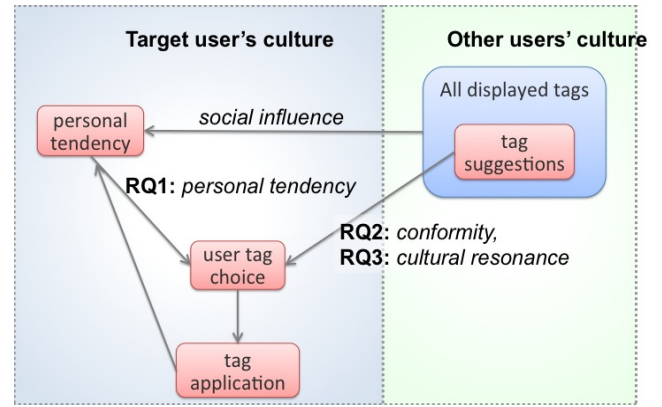 Target user's culture
Other users' culture
All displayed tags
personal
tendency
social influence
tag
suggestions
RQ1: personal tendency
RQ2: conformity,
RQ3: cultural resonance
user tag
choice
tag
application